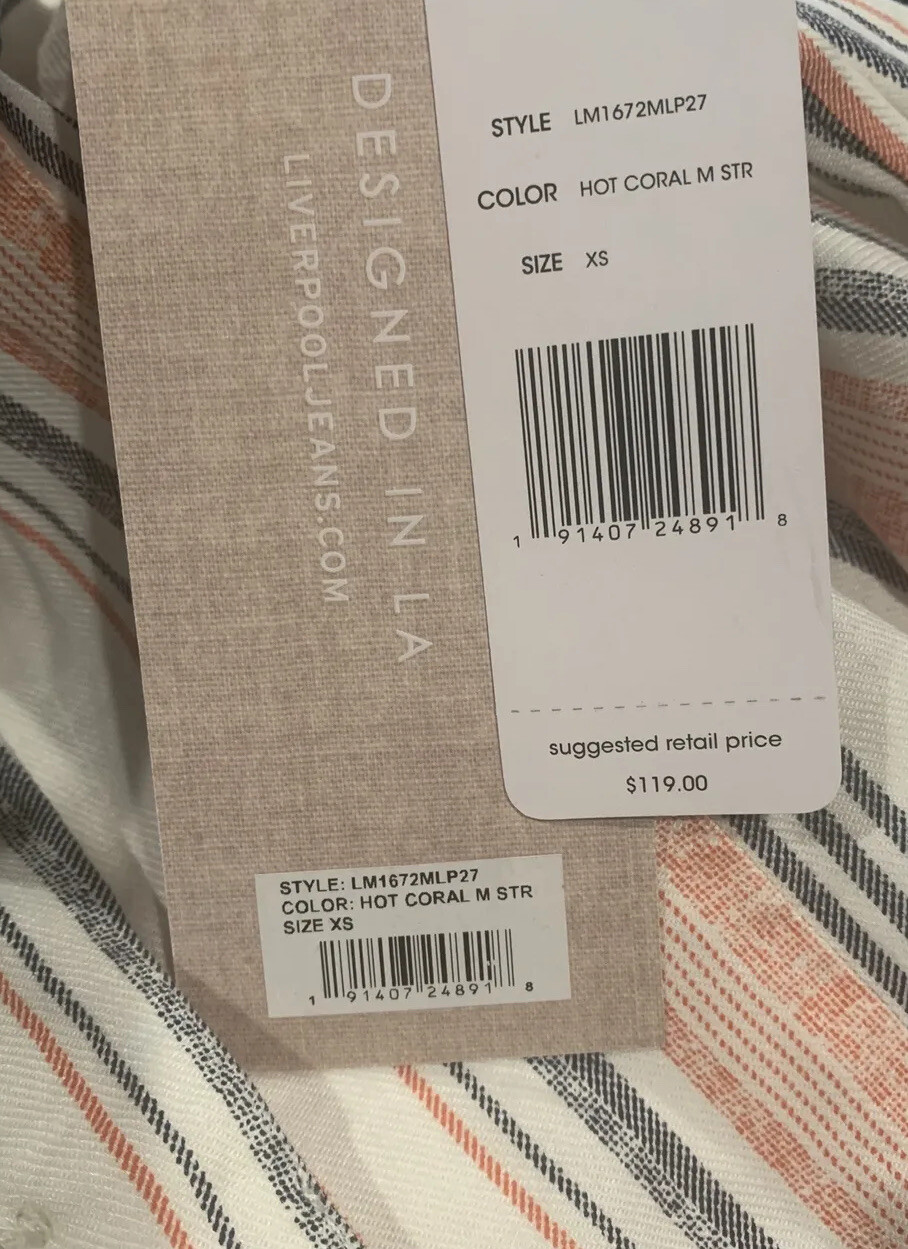 DESIGNED IN LA
LIVERPOOLJEANS.COM
STYLE LM1672MLP27
COLOR HOT CORAL M STR
SIZE XS
1 91407 24891 8
suggested retail price
$119.00
STYLE: LM1672MLP27
COLOR: HOT CORAL M STR
SIZE XS
1 91407 24891 8